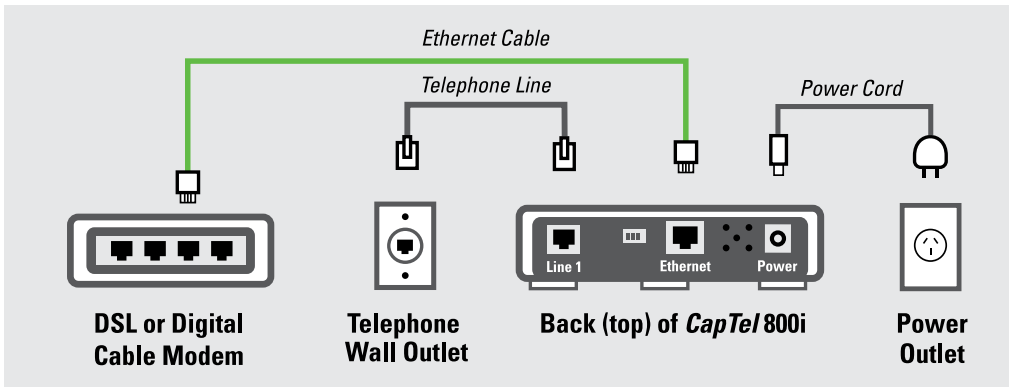 Ethernet Cable
Telephone Line
Power Cord
Line 1
Ethernet
Power
DSL or Digital
Cable Modem
Telephone
Wall Outlet
Back (top) of CapTel 800i
Power
Outlet